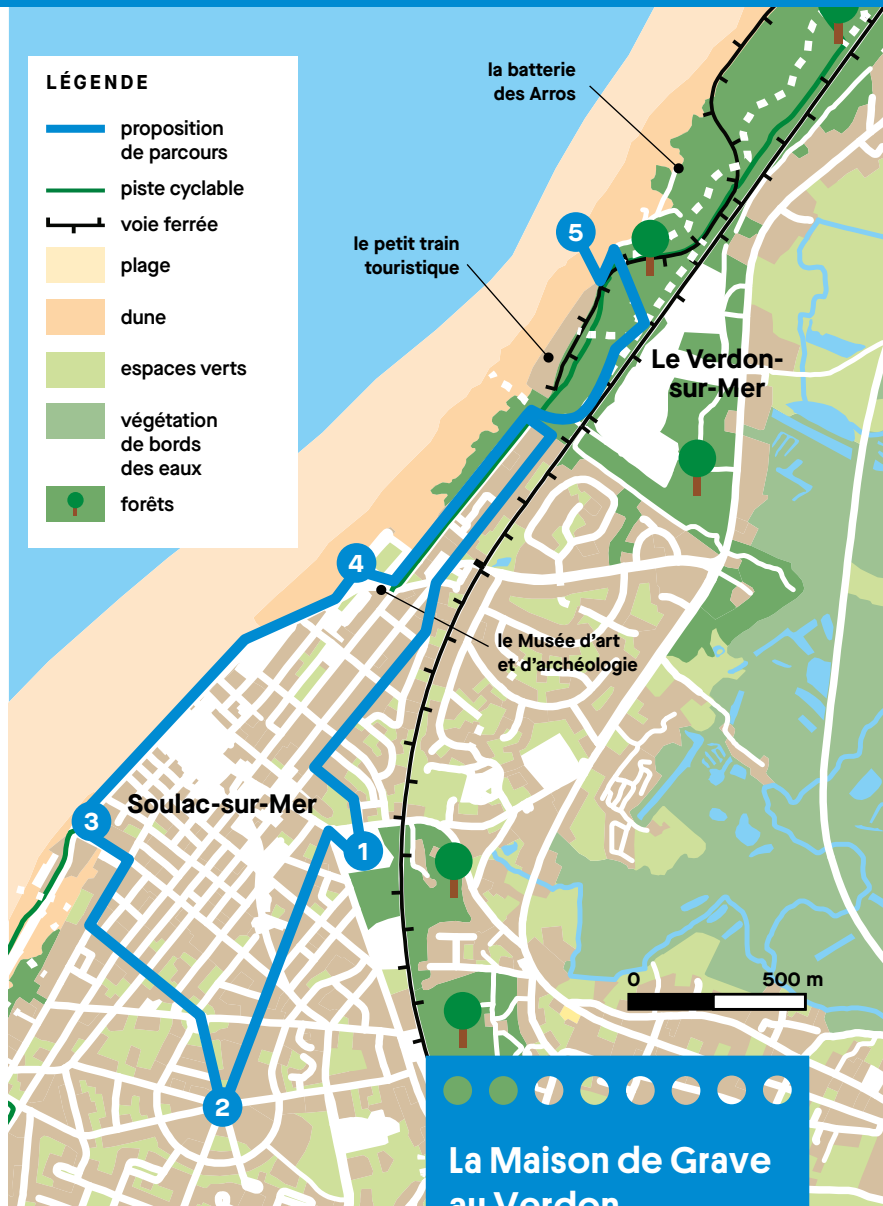 LÉGENDE
proposition
de parcours
piste cyclable
voie ferrée
plage
dune
espaces verts
végétation
de bords
des eaux
forêts
la batterie
des Arros
5
le petit train
touristique
Le Verdon-
sur-Mer
4
le Musée d'art
et d'archéologie
Soulac-sur-Mer
3
1
0 500 m
2
La Maison de Grave
au Verdon